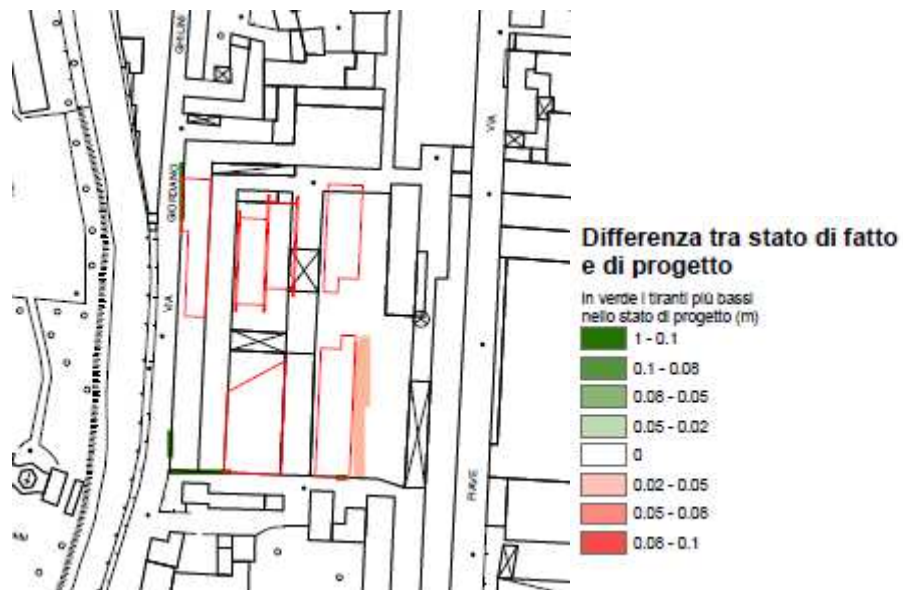 GHILINI
GIORDANO
VIA
VIA
PIAVE
Differenza tra stato di fatto
e di progetto
In verde i tiranti più bassi
nello stato di progetto (m)
1 - 0.1
0.1 - 0.08
0.08 - 0.05
0.05 - 0.02
0
0.02 - 0.05
0.05 - 0.08
0.08 - 0.1